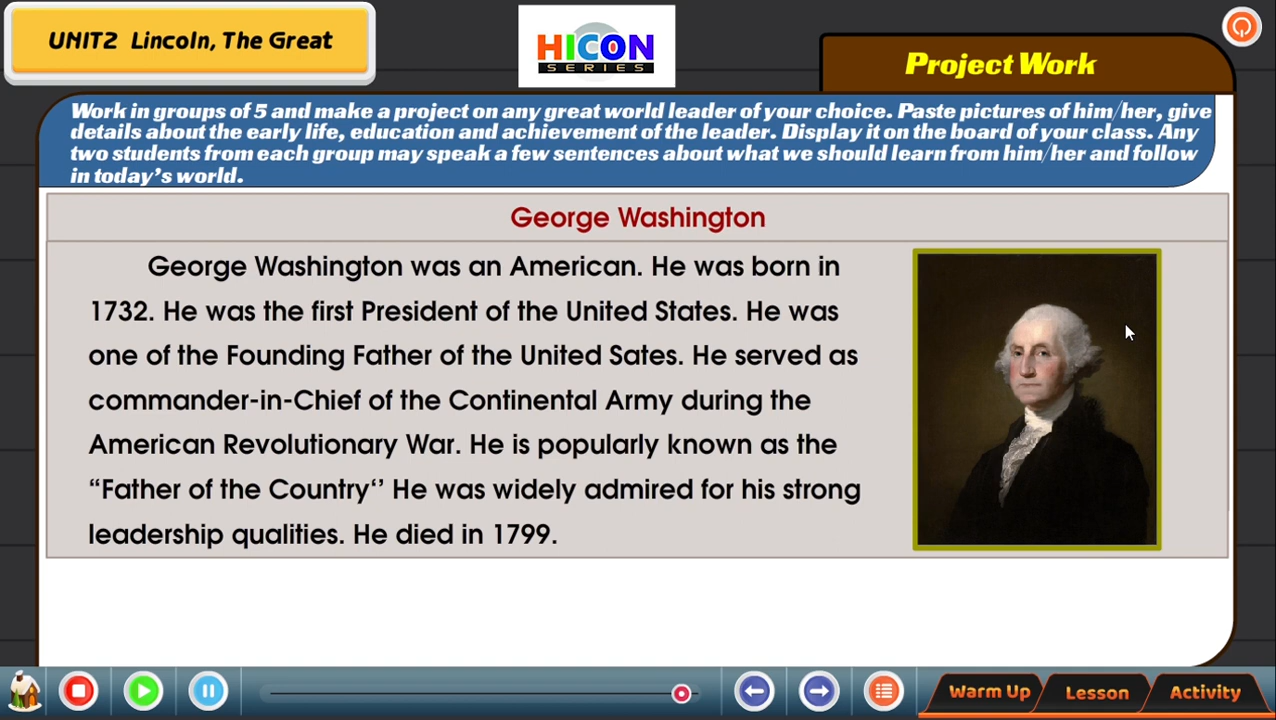 UNIT2 Lincoln, The Great
HICON
SERIES
Project Work
Work in groups of 5 and make a project on any great world leader of your choice. Paste pictures of him/her, give
details about the early life, education and achievement of the leader. Display it on the board of your class. Any
two students from each group may speak a few sentences about what we should learn from him/her and follow
in today's world.
George Washington
George Washington was an American. He was born in
1732. He was the first President of the United States. He was
one of the Founding Father of the United Sates. He served as
commander-in-Chief of the Continental Army during the
American Revolutionary War. He is popularly known as the
“Father of the Country‘’ He was widely admired for his strong
leadership qualities. He died in 1799.
Warm Up
Lesson
Activity